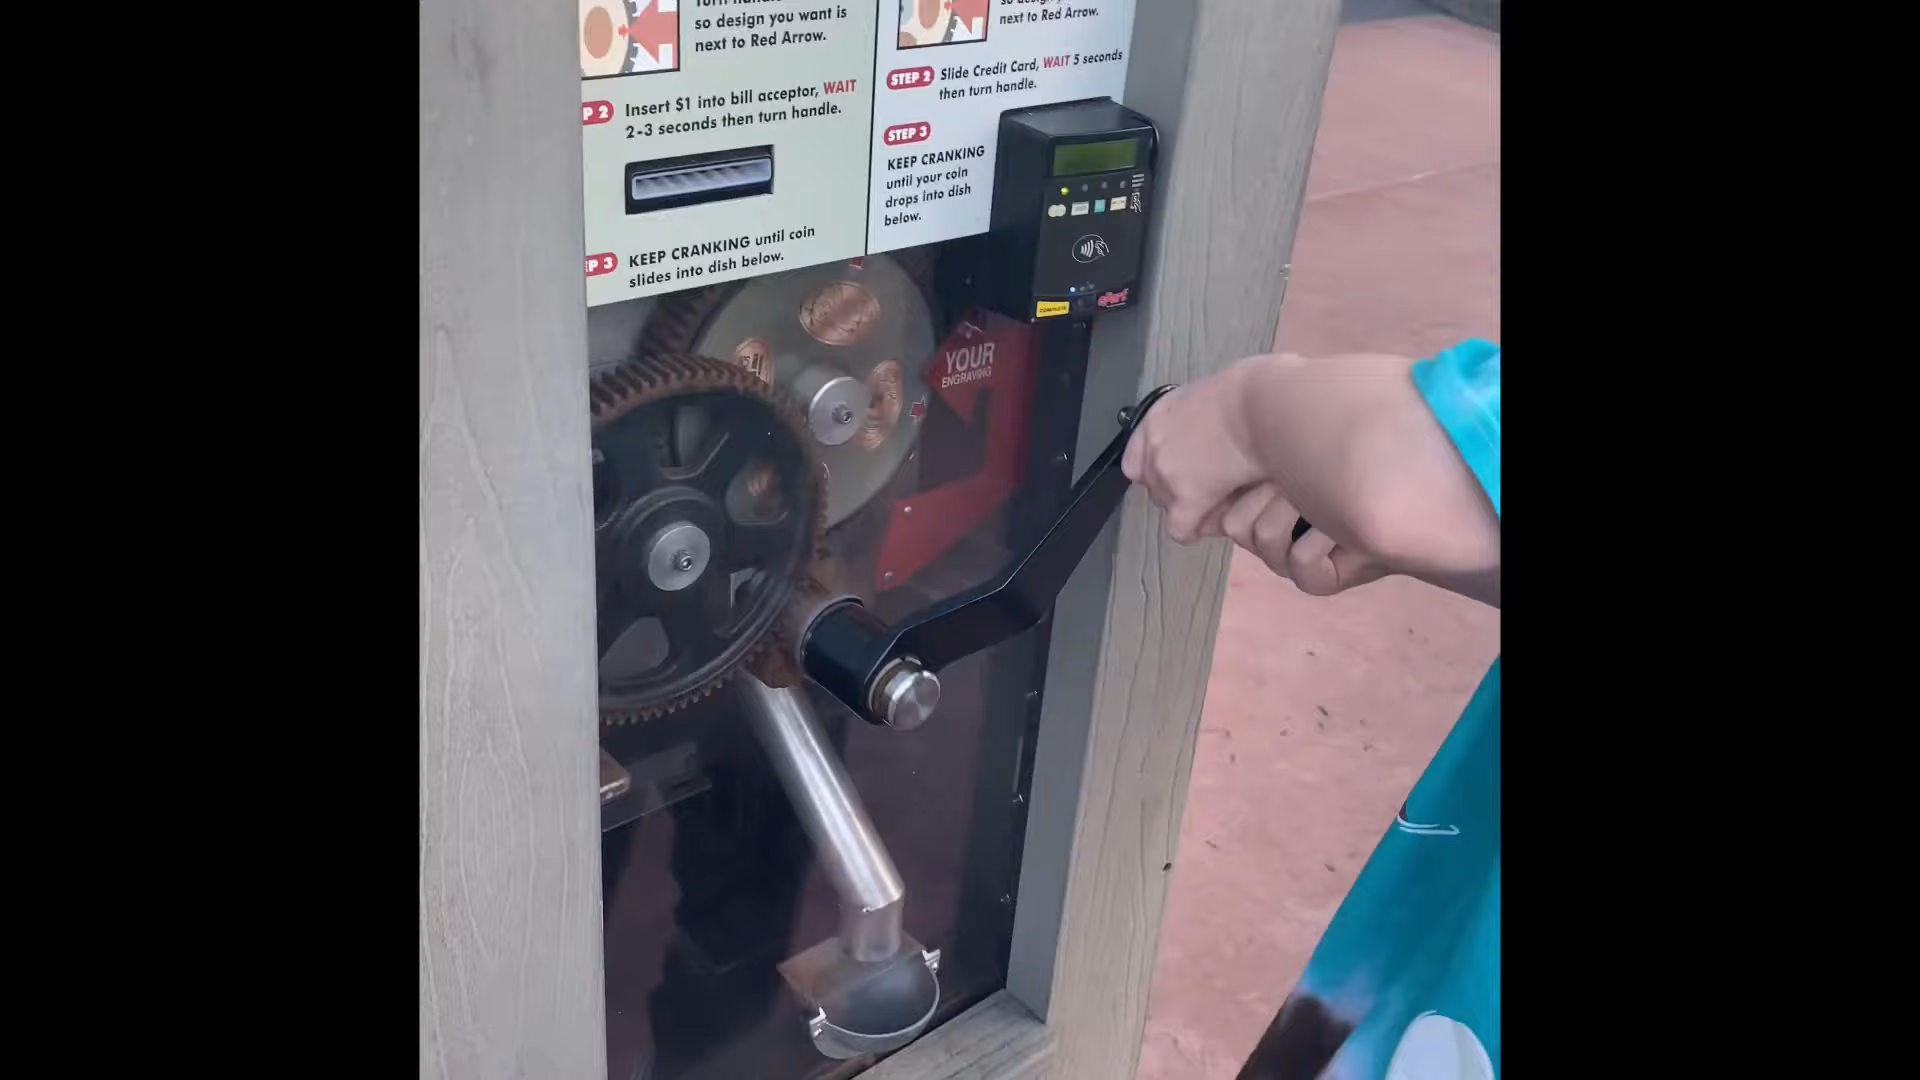 so design you want is
next to Red Arrow.
P 2
Insert $1 into bill acceptor, WAIT
2-3 seconds then turn handle.
EP 3
KEEP CRANKING until coin
slides into dish below.
next to Red Arrow.
STEP 2
Slide Credit Card, WAIT 5 seconds
then turn handle.
STEP 3
KEEP CRANKING
until your coin
drops into dish
below.
YOUR
ENGRAVING